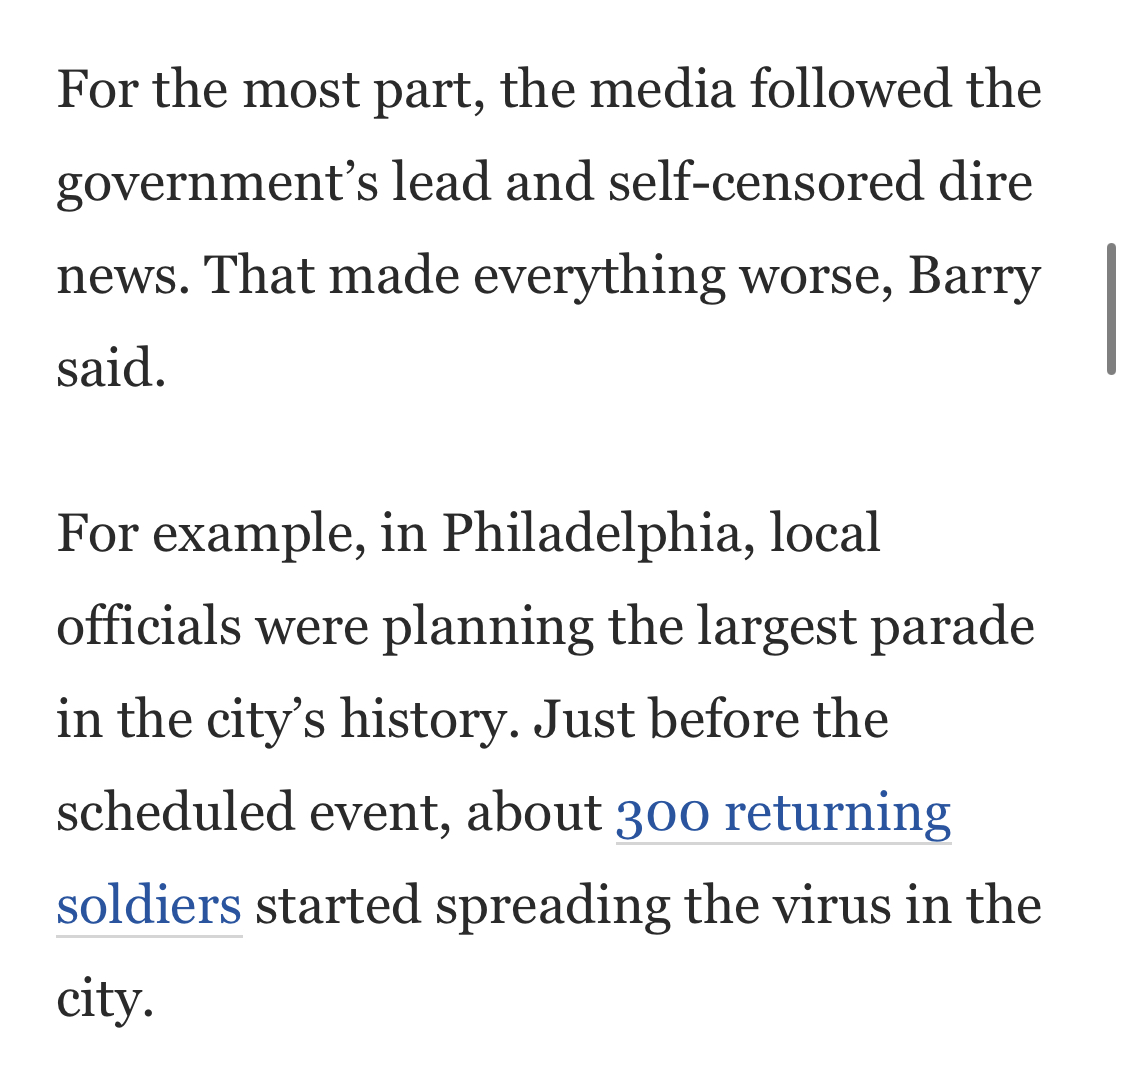 For the most part, the media followed the
government’s lead and self-censored dire
news. That made everything worse, Barry
said.
For example, in Philadelphia, local
officials were planning the largest parade
in the city’s history. Just before the
scheduled event, about 300 returning
soldiers started spreading the virus in the
city.